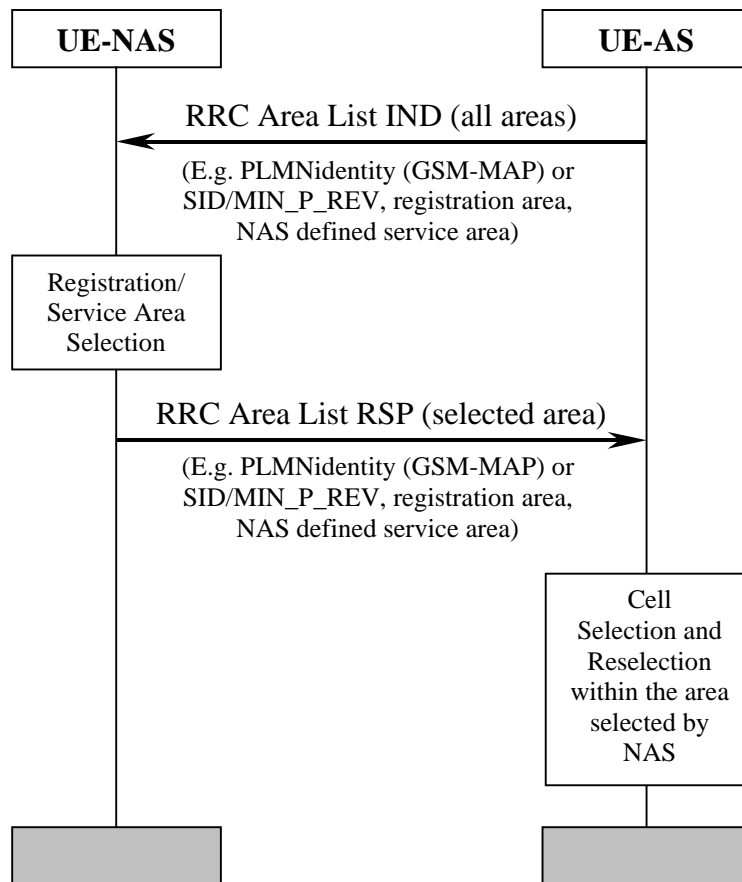 UE-NAS
UE-AS
RRC Area List IND (all areas)
(E.g. PLMNidentity (GSM-MAP) or
SID/MIN_P_REV, registration area,
NAS defined service area)
Registration/
Service Area
Selection
RRC Area List RSP (selected area)
(E.g. PLMNidentity (GSM-MAP) or
SID/MIN_P_REV, registration area,
NAS defined service area)
Cell
Selection and
Reselection
within the area
selected by
NAS